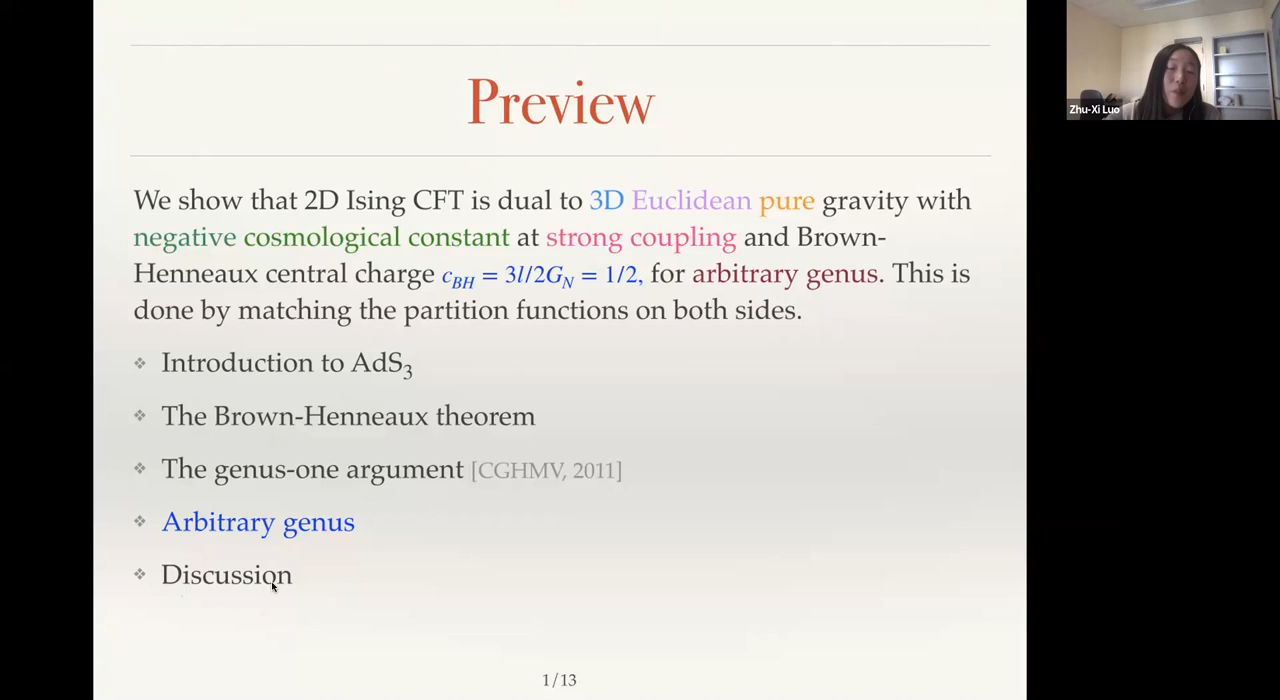 Preview
Zhu-Xi Luo
We show that 2D Ising CFT is dual to 3D Euclidean pure gravity with
negative cosmological constant at strong coupling and Brown-
Henneaux central charge c_{BH} = 3l/2G_N = 1/2, for arbitrary genus. This is
done by matching the partition functions on both sides.
❖ Introduction to AdS₃
❖ The Brown-Henneaux theorem
❖ The genus-one argument [CGHMV, 2011]
❖ Arbitrary genus
❖ Discussion
1/13